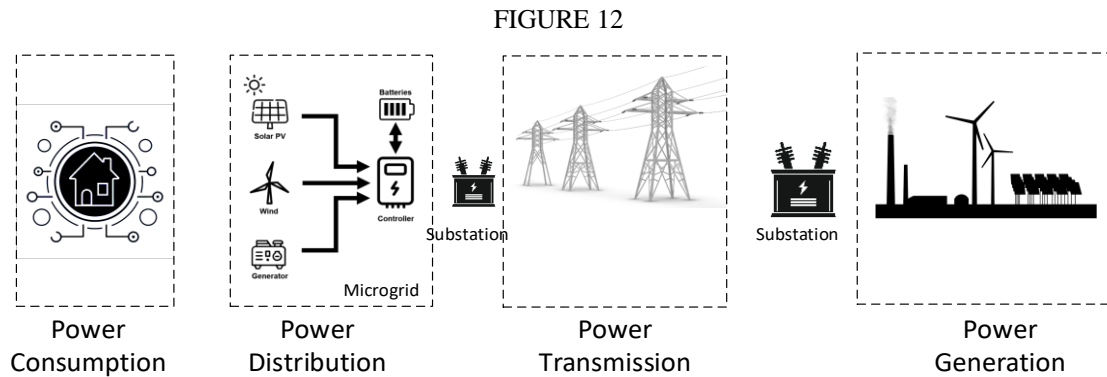 FIGURE 12
Solar PV
Wind
Generator
Batteries
Controller
Microgrid
Substation
Substation
Power
Consumption
Power
Distribution
Power
Transmission
Power
Generation